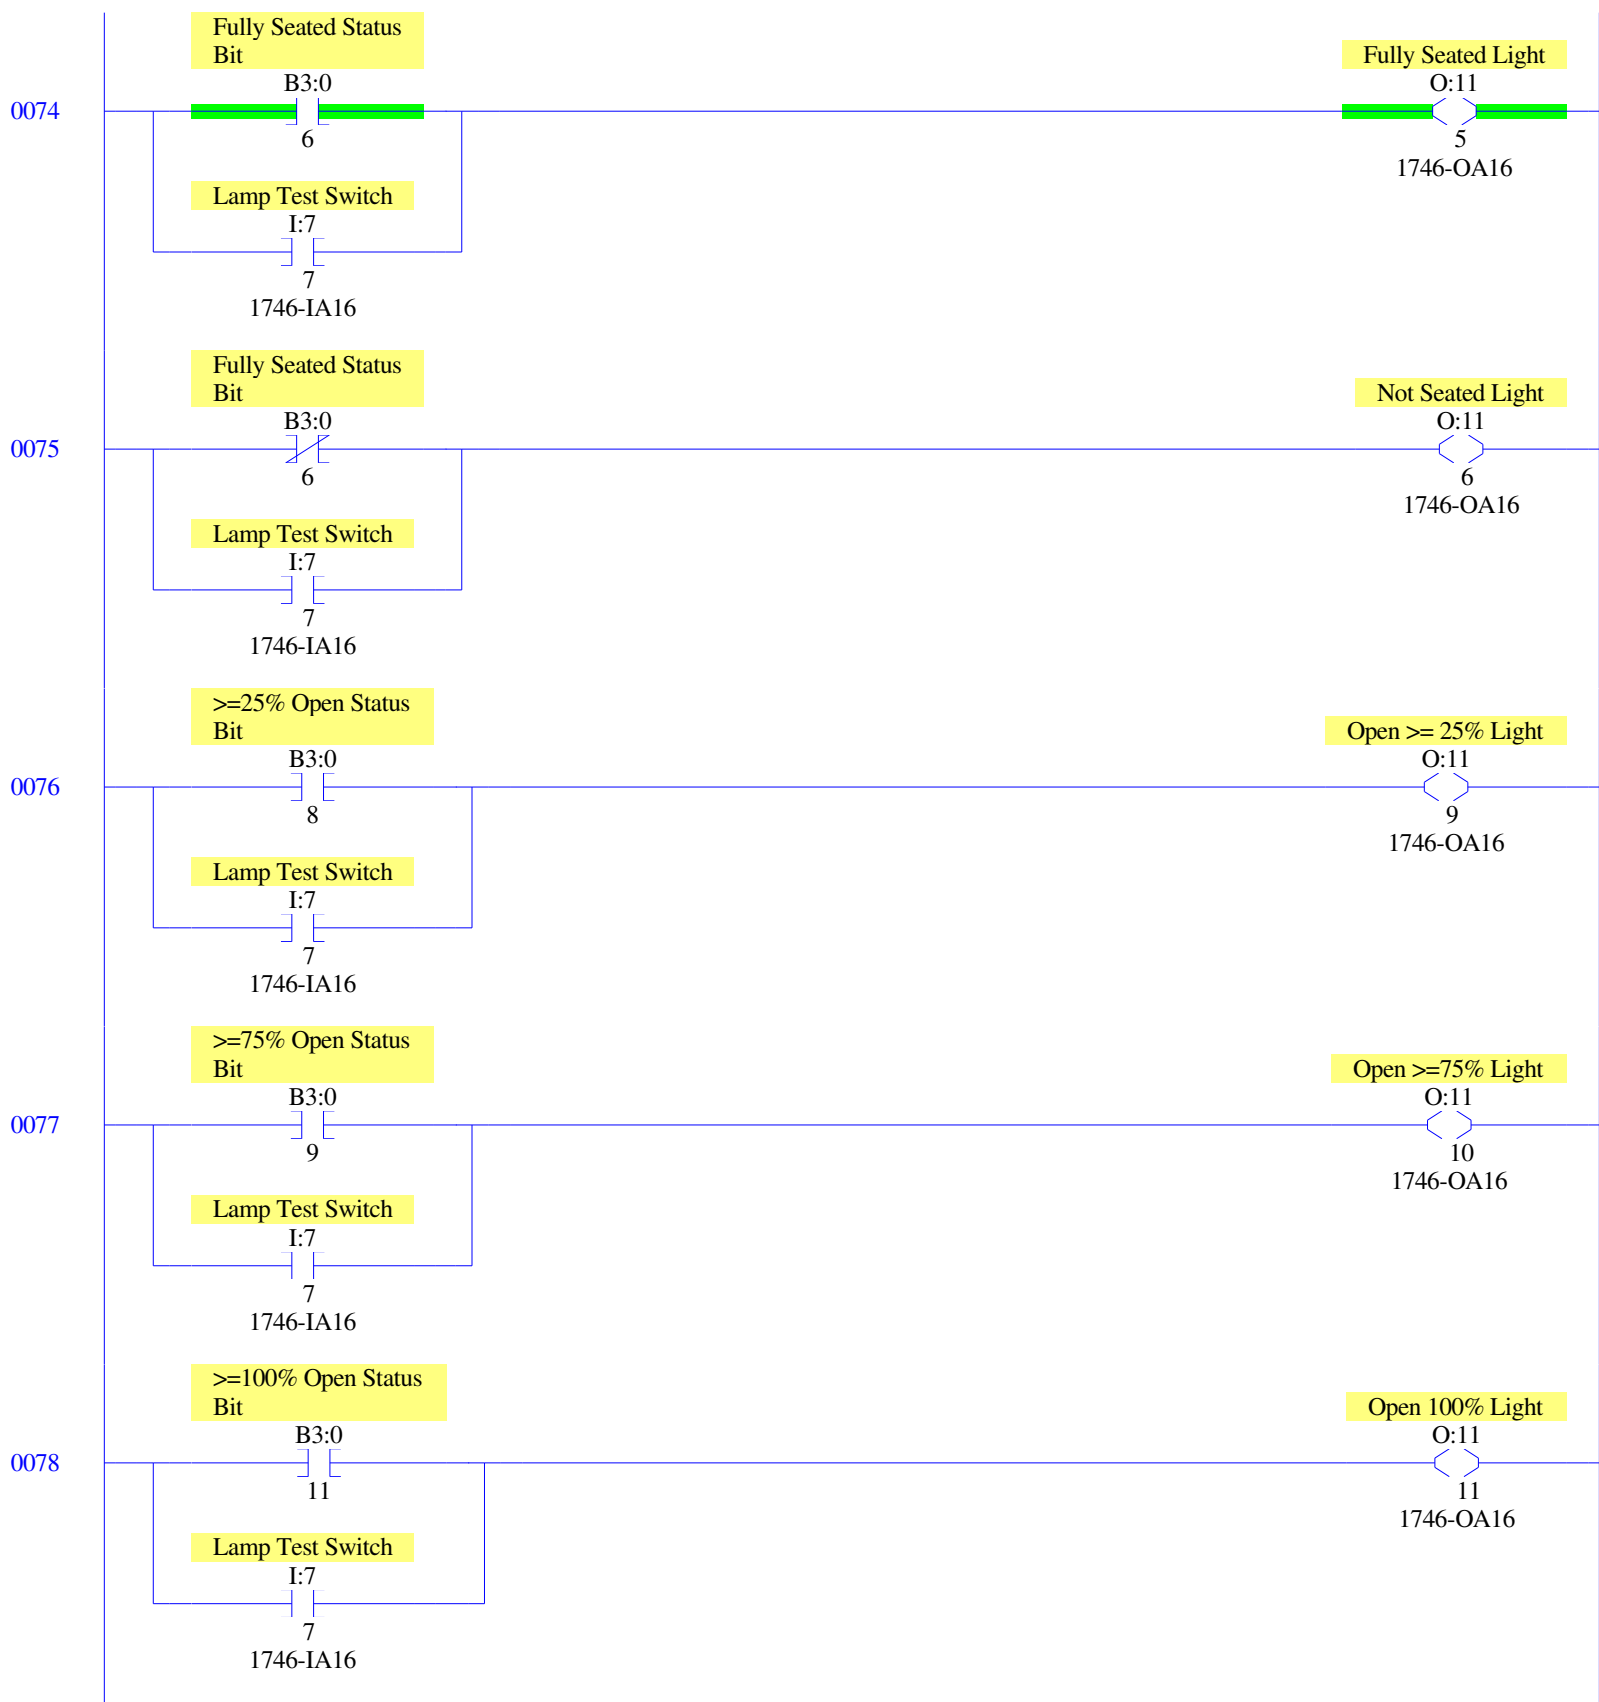 Fully Seated Status
Bit
B3:0
6
Fully Seated Light
O:11
5
1746-OA16
0074
Lamp Test Switch
I:7
7
1746-IA16
Fully Seated Status
Bit
B3:0
6
Not Seated Light
O:11
6
1746-OA16
0075
Lamp Test Switch
I:7
7
1746-IA16
>=25% Open Status
Bit
B3:0
8
Open >= 25% Light
O:11
9
1746-OA16
0076
Lamp Test Switch
I:7
7
1746-IA16
>=75% Open Status
Bit
B3:0
9
Open >=75% Light
O:11
10
1746-OA16
0077
Lamp Test Switch
I:7
7
1746-IA16
>=100% Open Status
Bit
B3:0
11
Open 100% Light
O:11
11
1746-OA16
0078
Lamp Test Switch
I:7
7
1746-IA16